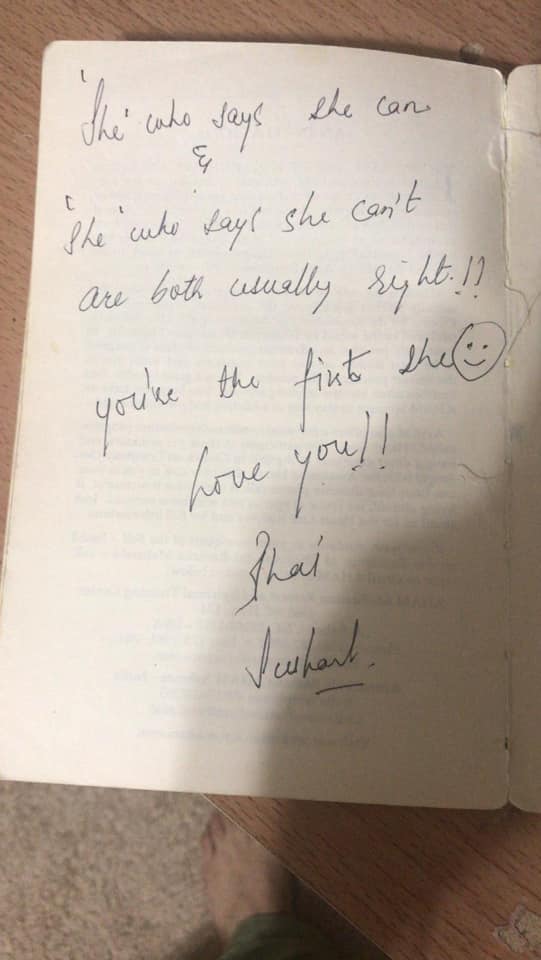 'She' who says she can
&
'She' who says she can't
are both usually right.!!
you're the first she
Love you!!
Bhai
Sushant.